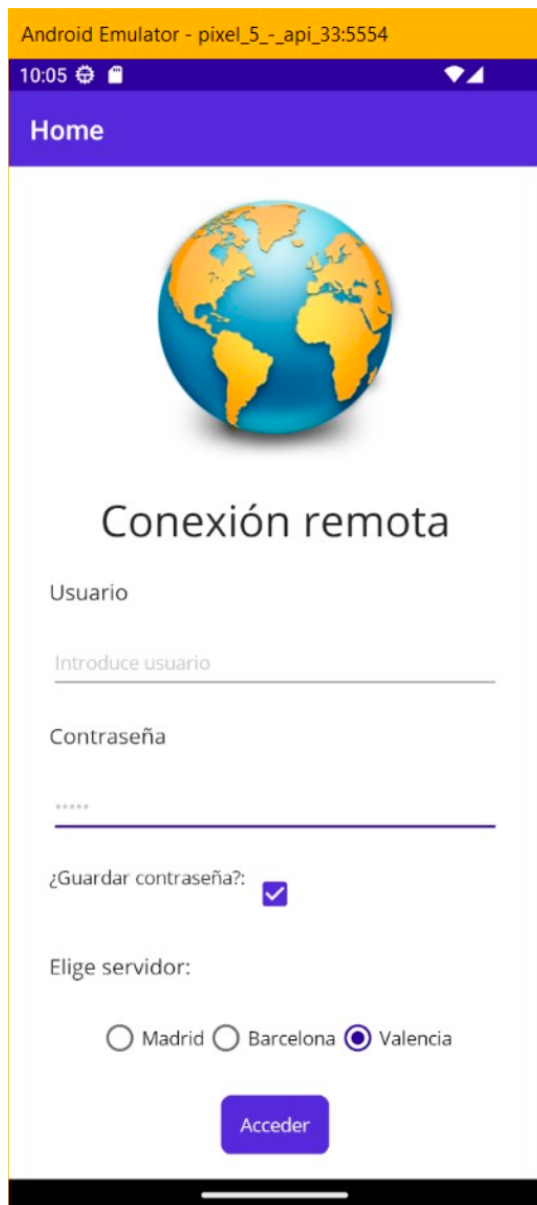 Android Emulator - pixel_5_-_api_33:5554
10:05
Home
Conexión remota
Usuario
Introduce usuario
Contraseña
•••••
¿Guardar contraseña?:
Elige servidor:
Madrid Barcelona Valencia
Acceder